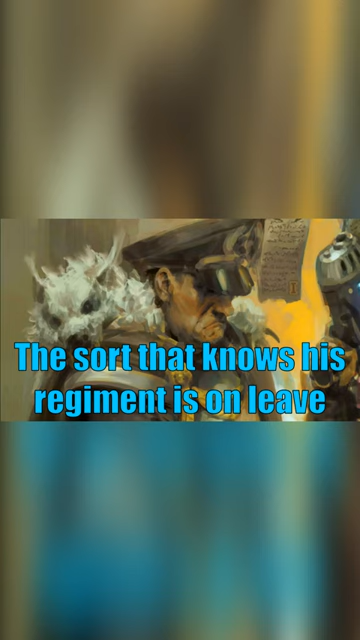 The sort that knows his
regiment is on leave